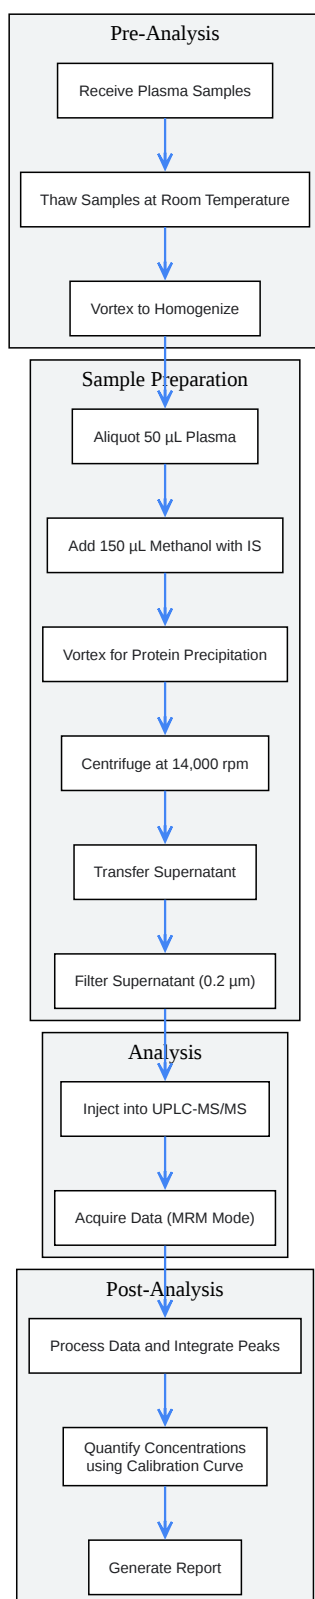 Pre-Analysis
Receive Plasma Samples
Thaw Samples at Room Temperature
Vortex to Homogenize
Sample Preparation
Aliquot 50 µL Plasma
Add 150 µL Methanol with IS
Vortex for Protein Precipitation
Centrifuge at 14,000 rpm
Transfer Supernatant
Filter Supernatant (0.2 µm)
Analysis
Inject into UPLC-MS/MS
Acquire Data (MRM Mode)
Post-Analysis
Process Data and Integrate Peaks
Quantify Concentrations
using Calibration Curve
Generate Report